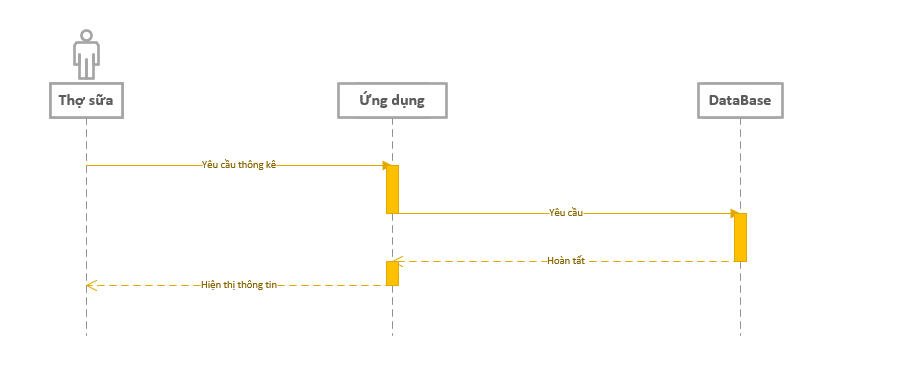 Thợ sữa
Ứng dụng
DataBase
Yêu cầu thông kê
Yêu cầu
Hoàn tất
Hiện thị thông tin